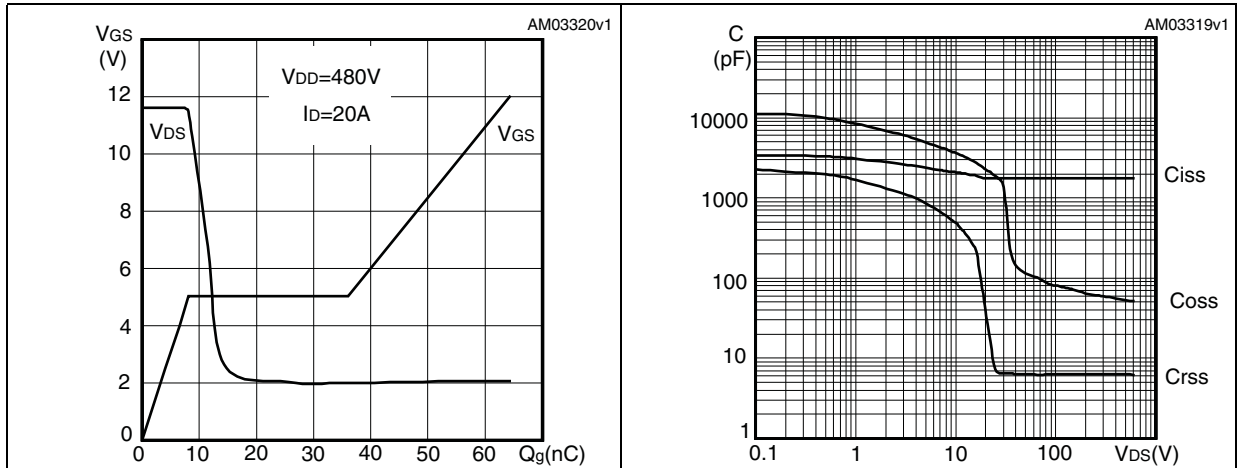 AM03320v1
VGS
(V)
VDD=480V
ID=20A
VDS
VGS
12
10
8
6
4
2
0
0 10 20 30 40 50 60 Qg(nC)
AM03319v1
C
(pF)
10000
1000
100
10
1
0.1 1 10 100 VDS(V)
Ciss
Coss
Crss